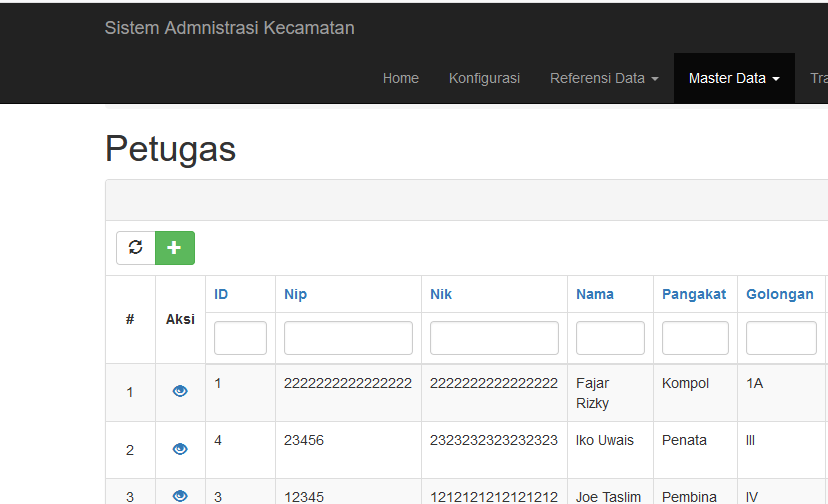 Sistem Admnistrasi Kecamatan
Home Konfigurasi Referensi Data Master Data Tra
Petugas
# Aksi ID Nip Nik Nama Pangakat Golongan
1 1 2222222222222222 2222222222222222 Fajar Rizky Kompol 1A
2 4 23456 2323232323232323 Iko Uwais Penata III
3 3 12345 1212121212121212 Joe Taslim Pembina IV